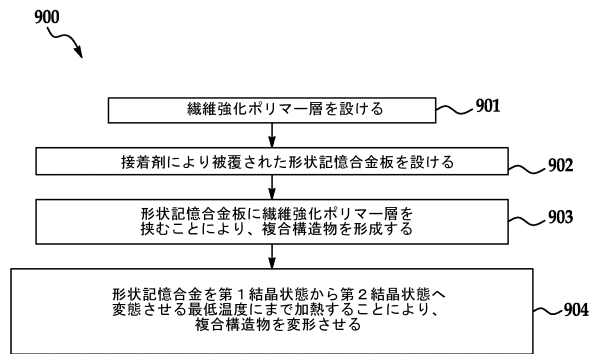 900
繊維強化ポリマー層を設ける
901
接着剤により被覆された形状記憶合金板を設ける
902
形状記憶合金板に繊維強化ポリマー層を
挟むことにより、複合構造物を形成する
903
形状記憶合金を第1結晶状態から第2結晶状態へ
変態させる最低温度にまで加熱することにより、
複合構造物を変形させる
904